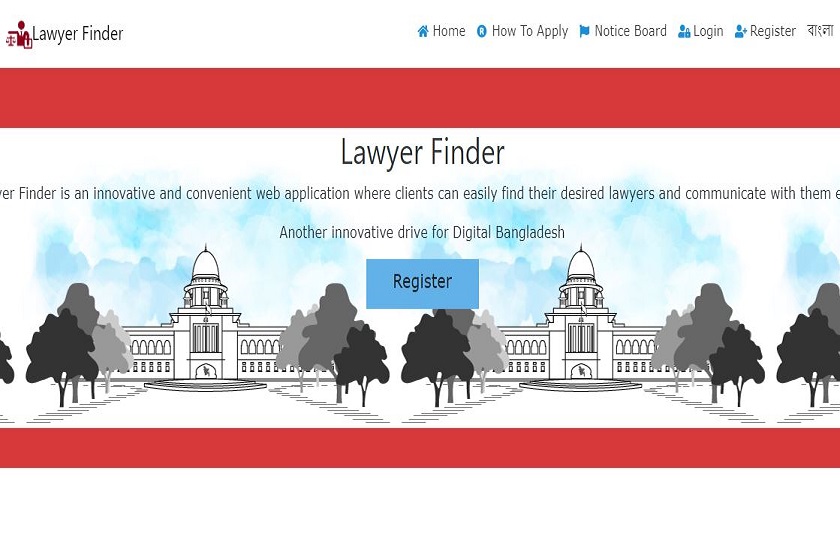 Lawyer Finder
Home How To Apply Notice Board Login Register বাংলা
Lawyer Finder
yer Finder is an innovative and convenient web application where clients can easily find their desired lawyers and communicate with them e
Another innovative drive for Digital Bangladesh
Register